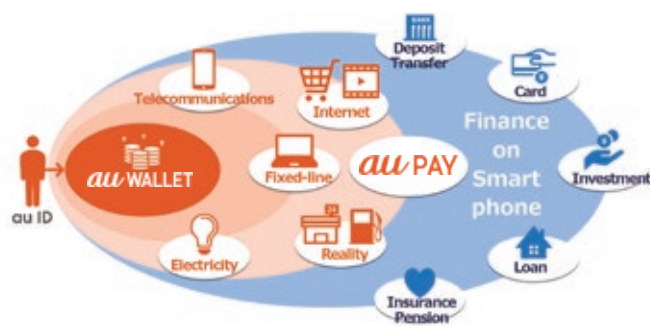 BANK
Deposit
Transfer
Card
Telecommunications
Internet
Finance
on
Smart
phone
au WALLET
Fixed-line
au PAY
Investment
au ID
Electricity
Reality
Loan
Insurance
Pension